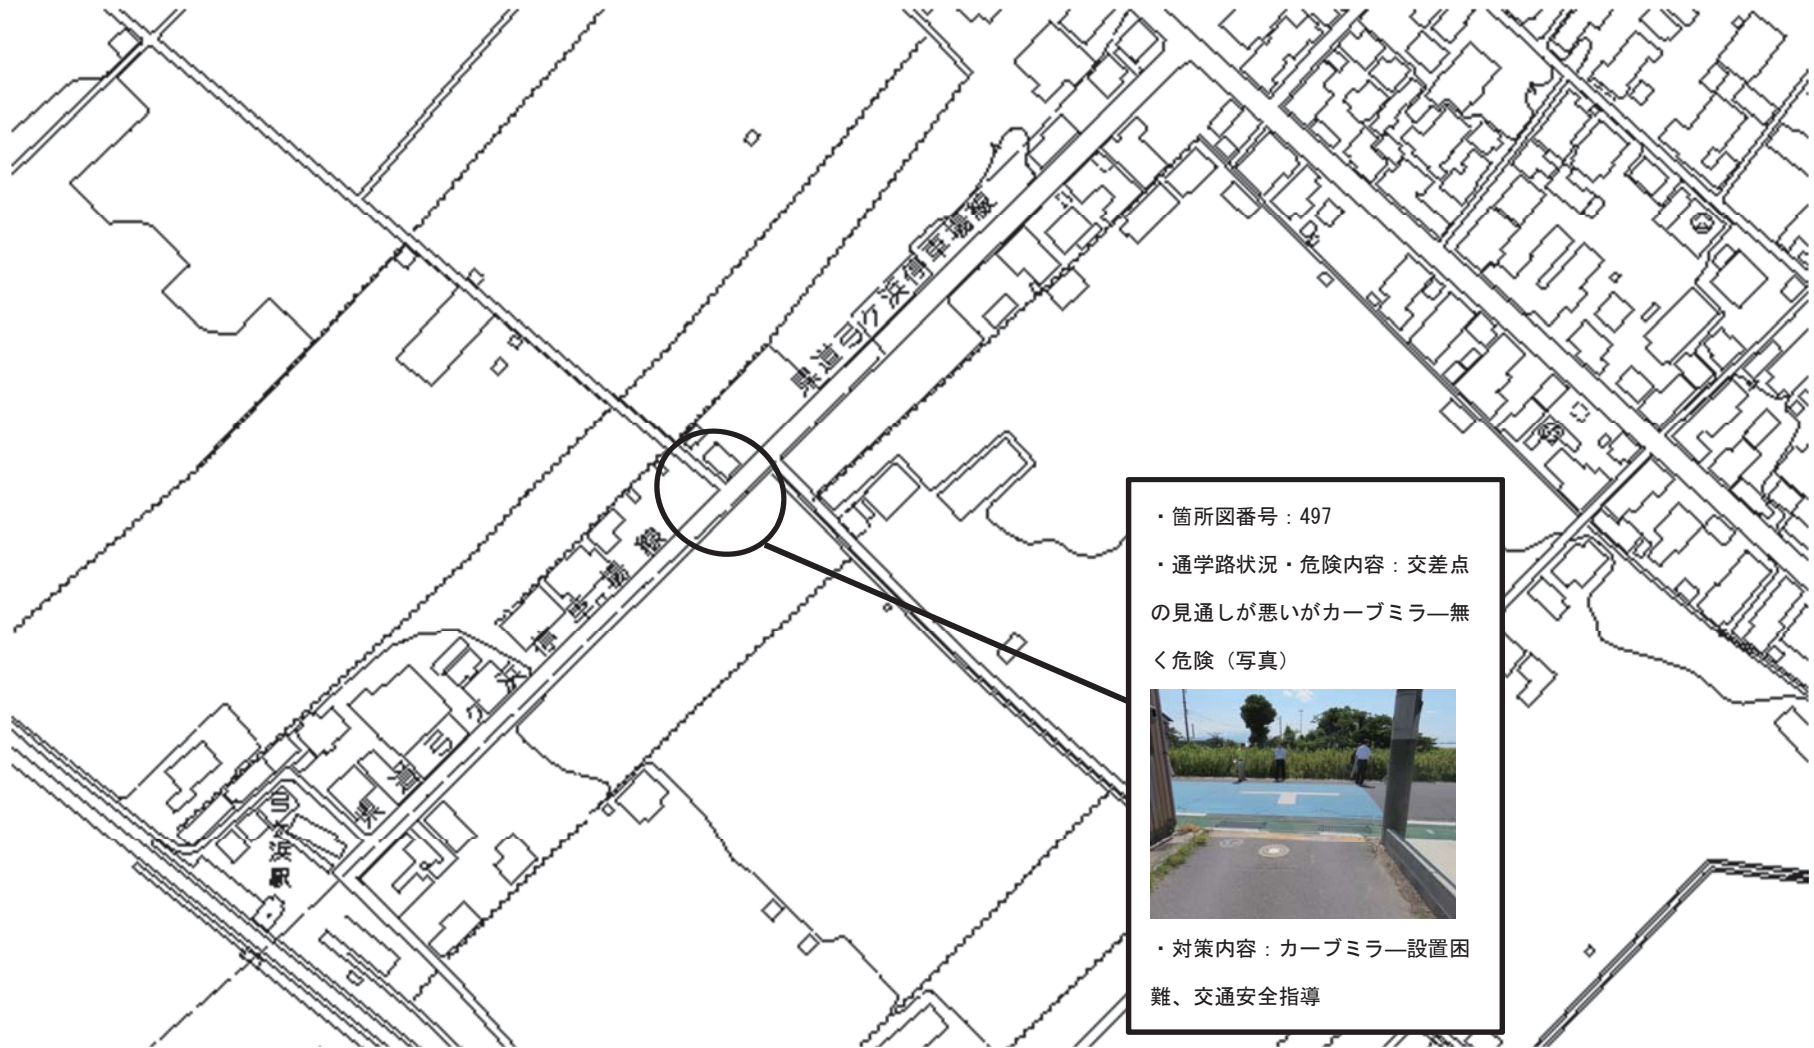 県道弓ケ浜停車場線
県道弓ケ浜停車場線
弓ケ浜駅
・箇所図番号：497
・通学路状況・危険内容：交差点
の見通しが悪いがカーブミラ―無
く危険（写真）
・対策内容：カーブミラ―設置困
難、交通安全指導